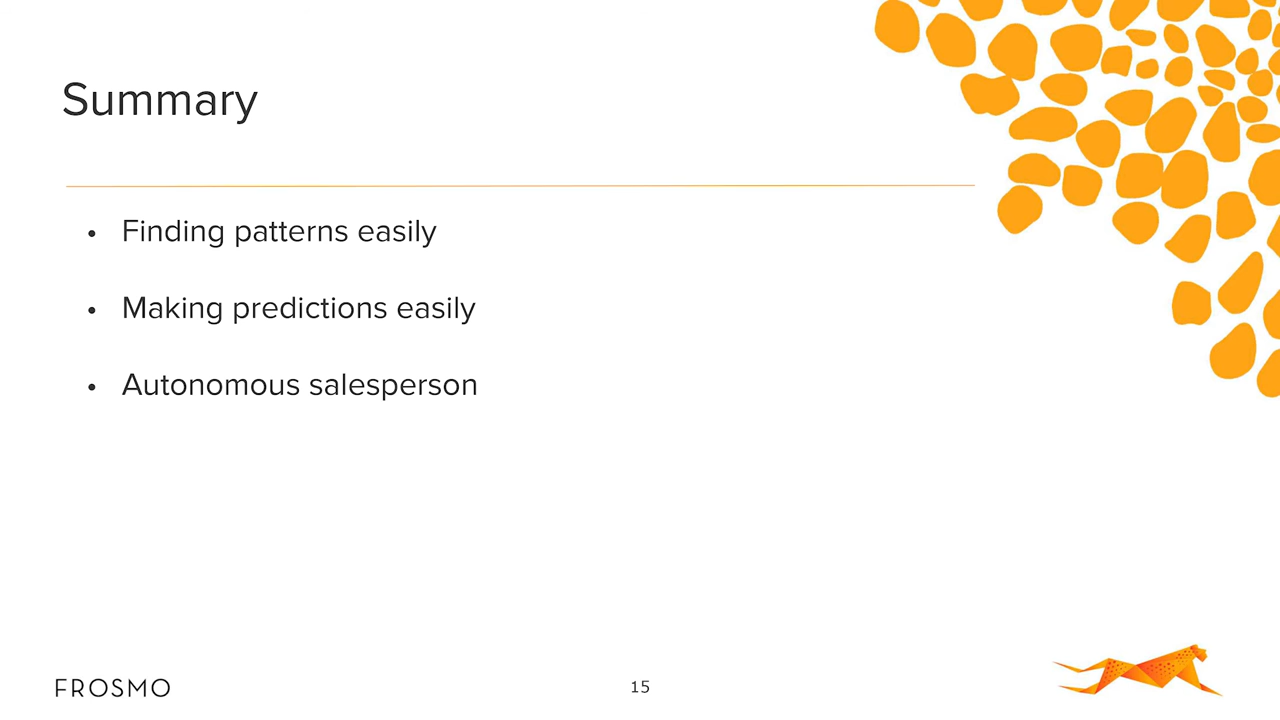 Summary
• Finding patterns easily
• Making predictions easily
• Autonomous salesperson
FROSMO
15